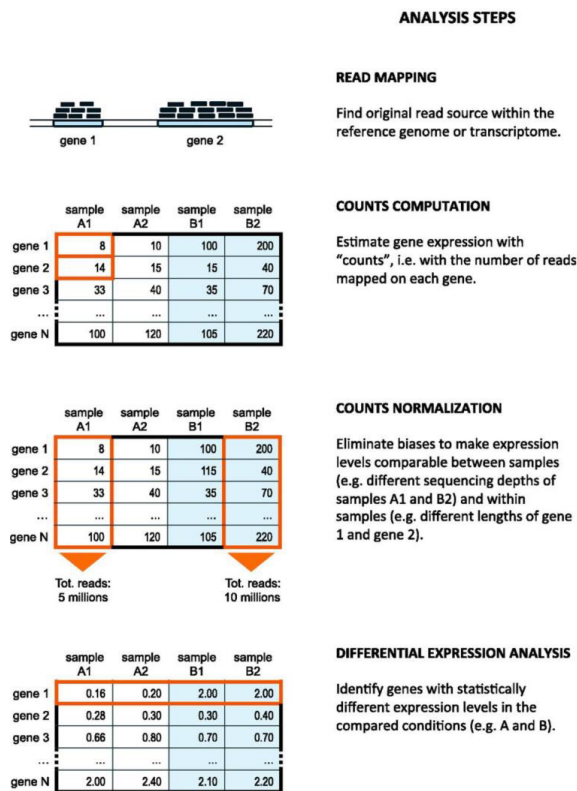 ANALYSIS STEPS
READ MAPPING
Find original read source within the
reference genome or transcriptome.
gene 1 gene 2
COUNTS COMPUTATION
Estimate gene expression with
“counts”, i.e. with the number of reads
mapped on each gene.
sample A1 sample A2 sample B1 sample B2
gene 1 8 10 100 200
gene 2 14 15 15 40
gene 3 33 40 35 70
... ... ... ... ...
gene N 100 120 105 220
COUNTS NORMALIZATION
Eliminate biases to make expression
levels comparable between samples
(e.g. different sequencing depths of
samples A1 and B2) and within
samples (e.g. different lengths of gene
1 and gene 2).
sample A1 sample A2 sample B1 sample B2
gene 1 8 10 100 200
gene 2 14 15 115 40
gene 3 33 40 35 70
... ... ... ... ...
gene N 100 120 105 220
Tot. reads: Tot. reads:
5 millions 10 millions
DIFFERENTIAL EXPRESSION ANALYSIS
Identify genes with statistically
different expression levels in the
compared conditions (e.g. A and B).
sample A1 sample A2 sample B1 sample B2
gene 1 0.16 0.20 2.00 2.00
gene 2 0.28 0.30 0.30 0.40
gene 3 0.66 0.80 0.70 0.70
... ... ... ... ...
gene N 2.00 2.40 2.10 2.20